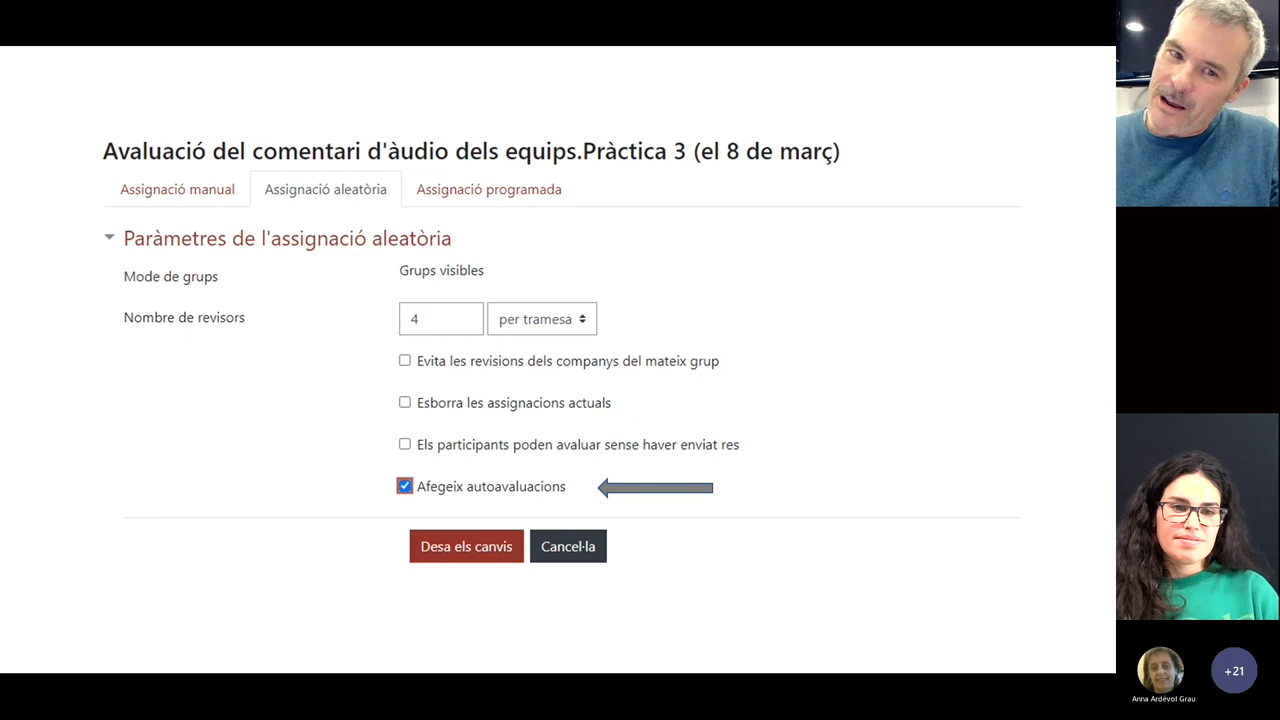 Avaluació del comentari d'àudio dels equips.Pràctica 3 (el 8 de març)
Assignació manual
Assignació aleatòria
Assignació programada
Paràmetres de l'assignació aleatòria
Mode de grups
Grups visibles
Nombre de revisors
4
per tramesa
Evita les revisions dels companys del mateix grup
Esborra les assignacions actuals
Els participants poden avaluar sense haver enviat res
Afegeix autoavaluacions
Desa els canvis
Cancel·la
Anna Ardèvol Grau
+21